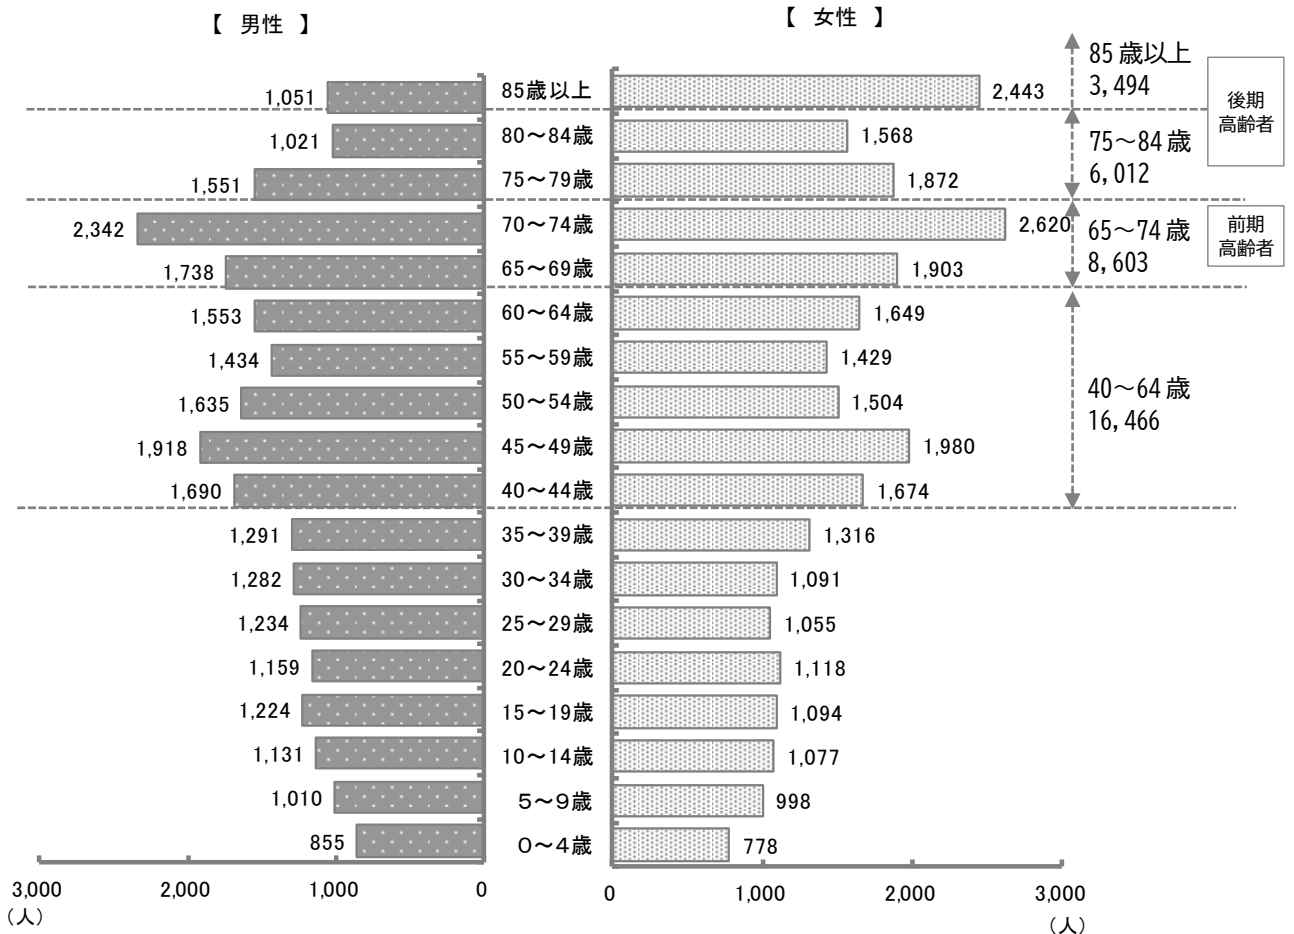 【 男性 】
【 女性 】
1,051
85歳以上
2,443
85歳以上
3,494
後期
高齢者
1,021
80～84歳
1,568
75～84歳
6,012
1,551
75～79歳
1,872
2,342
70～74歳
2,620
65～74歳
8,603
前期
高齢者
1,738
65～69歳
1,903
1,553
60～64歳
1,649
1,434
55～59歳
1,429
40～64歳
16,466
1,635
50～54歳
1,504
1,918
45～49歳
1,980
1,690
40～44歳
1,674
1,291
35～39歳
1,316
1,282
30～34歳
1,091
1,234
25～29歳
1,055
1,159
20～24歳
1,118
1,224
15～19歳
1,094
1,131
10～14歳
1,077
1,010
５～９歳
998
855
０～４歳
778
3,000 2,000 1,000 0
0 1,000 2,000 3,000
（人）
（人）